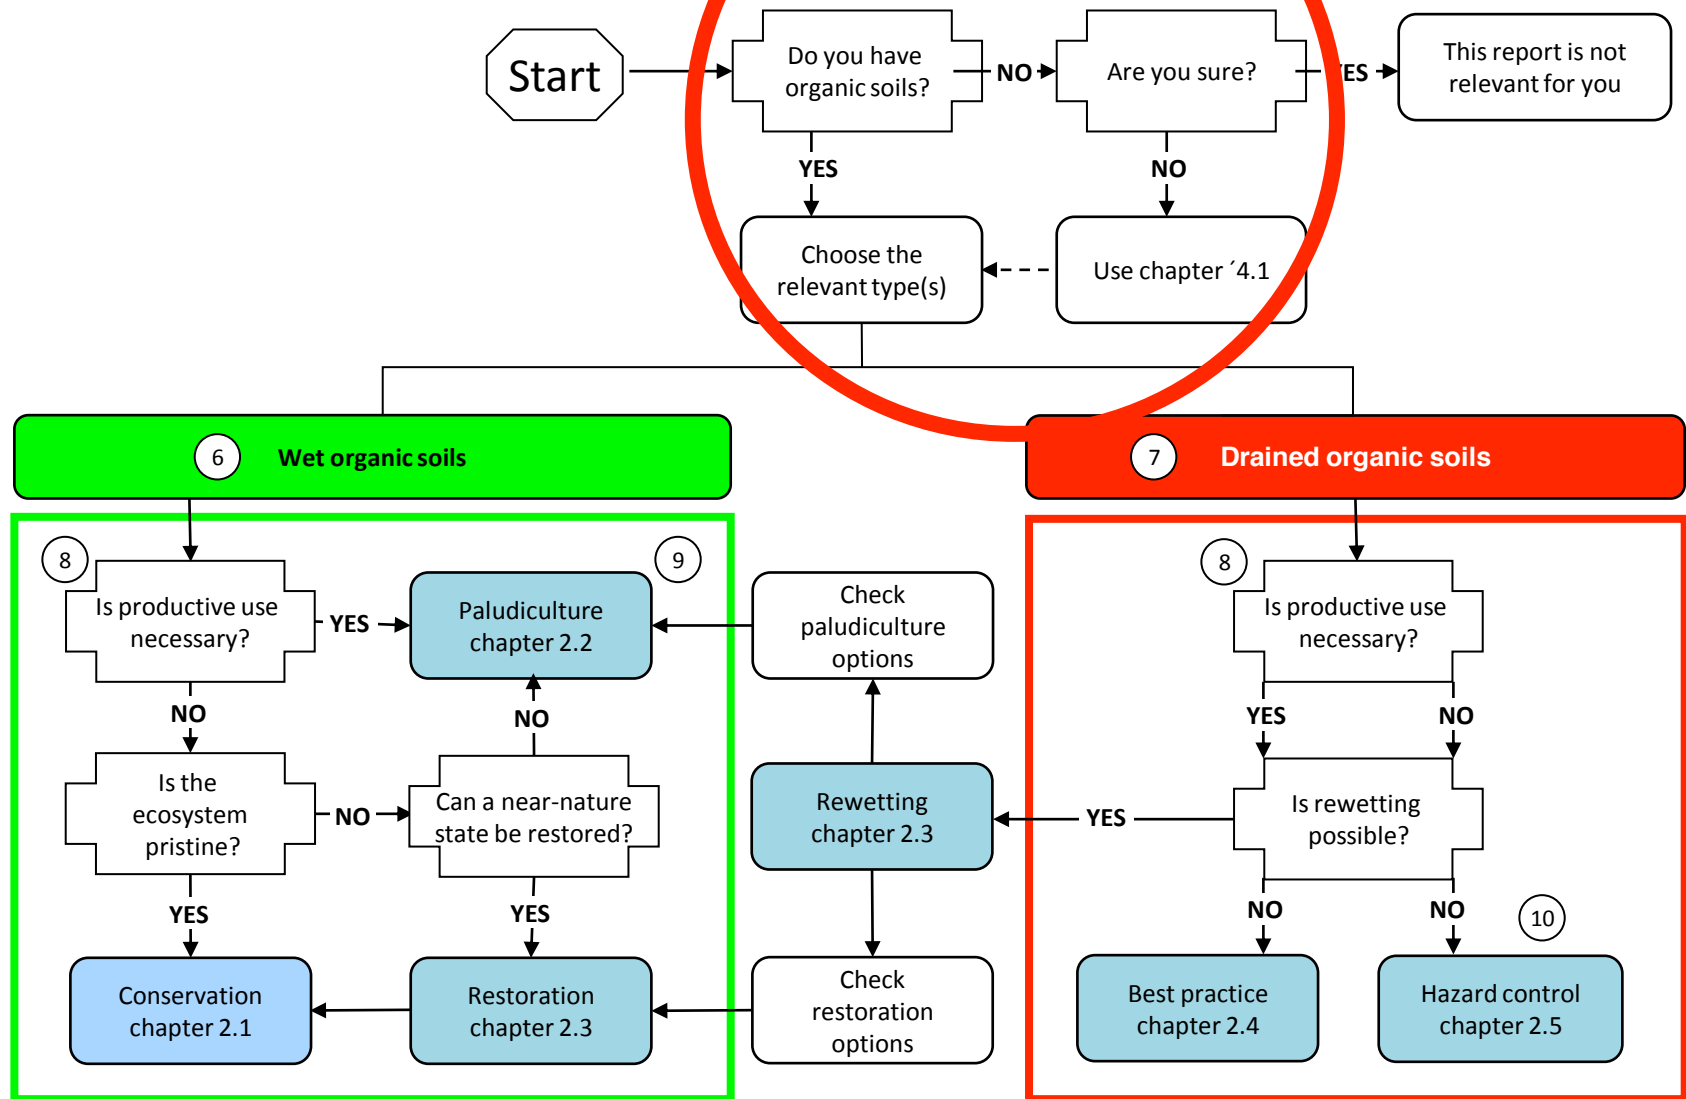 Start
Do you have
organic soils?
NO
Are you sure?
YES
This report is not
relevant for you
YES
NO
Choose the
relevant type(s)
Use chapter ´4.1
6
Wet organic soils
7
Drained organic soils
8
Is productive use
necessary?
YES
Paludiculture
chapter 2.2
9
Check
paludiculture
options
8
Is productive use
necessary?
NO
NO
YES
NO
Is the
ecosystem
pristine?
NO
Can a near-nature
state be restored?
Rewetting
chapter 2.3
YES
Is rewetting
possible?
YES
YES
NO
NO
10
Conservation
chapter 2.1
Restoration
chapter 2.3
Check
restoration
options
Best practice
chapter 2.4
Hazard control
chapter 2.5